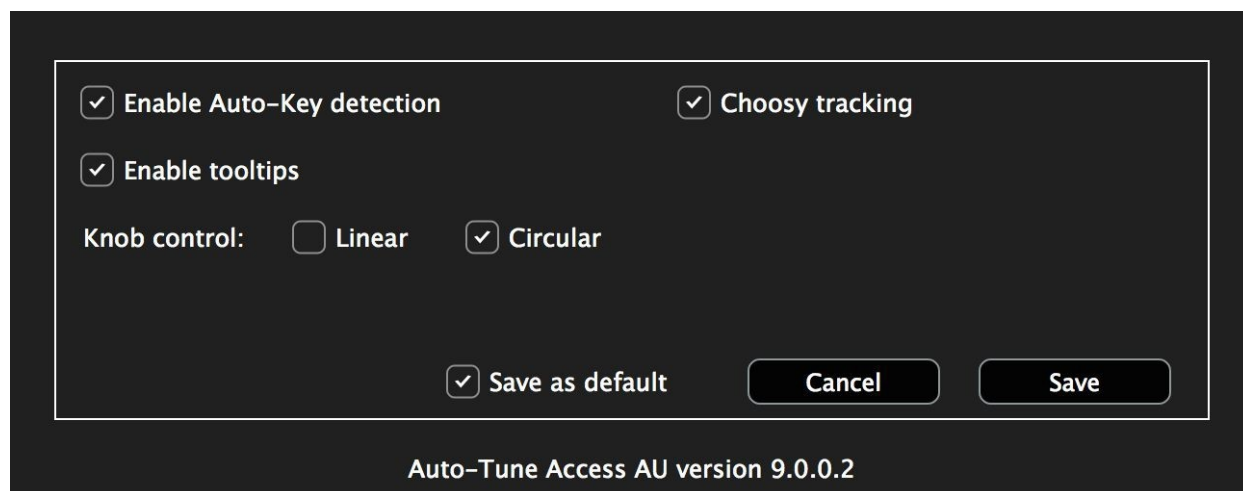 Enable Auto-Key detection
Choosy tracking
Enable tooltips
Knob control: Linear Circular
Save as default Cancel Save
Auto-Tune Access AU version 9.0.0.2